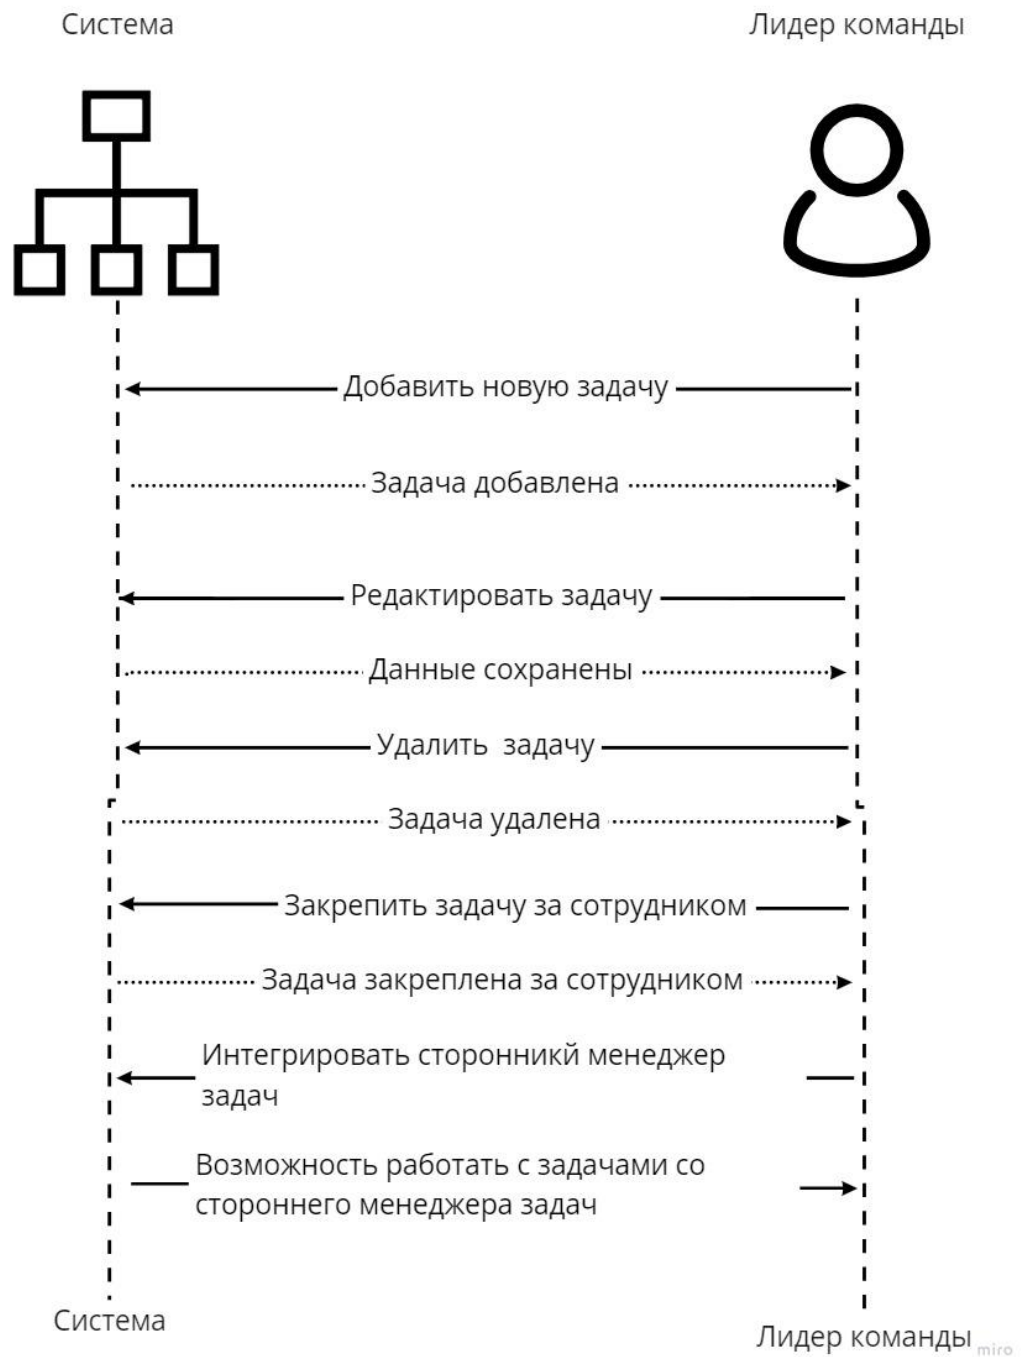 Система
Лидер команды
Добавить новую задачу
Задача добавлена
Редактировать задачу
Данные сохранены
Удалить задачу
Задача удалена
Закрепить задачу за сотрудником
Задача закреплена за сотрудником
Интегрировать сторонникй менеджер
задач
Возможность работать с задачами со
стороннего менеджера задач
Система
Лидер команды
miro